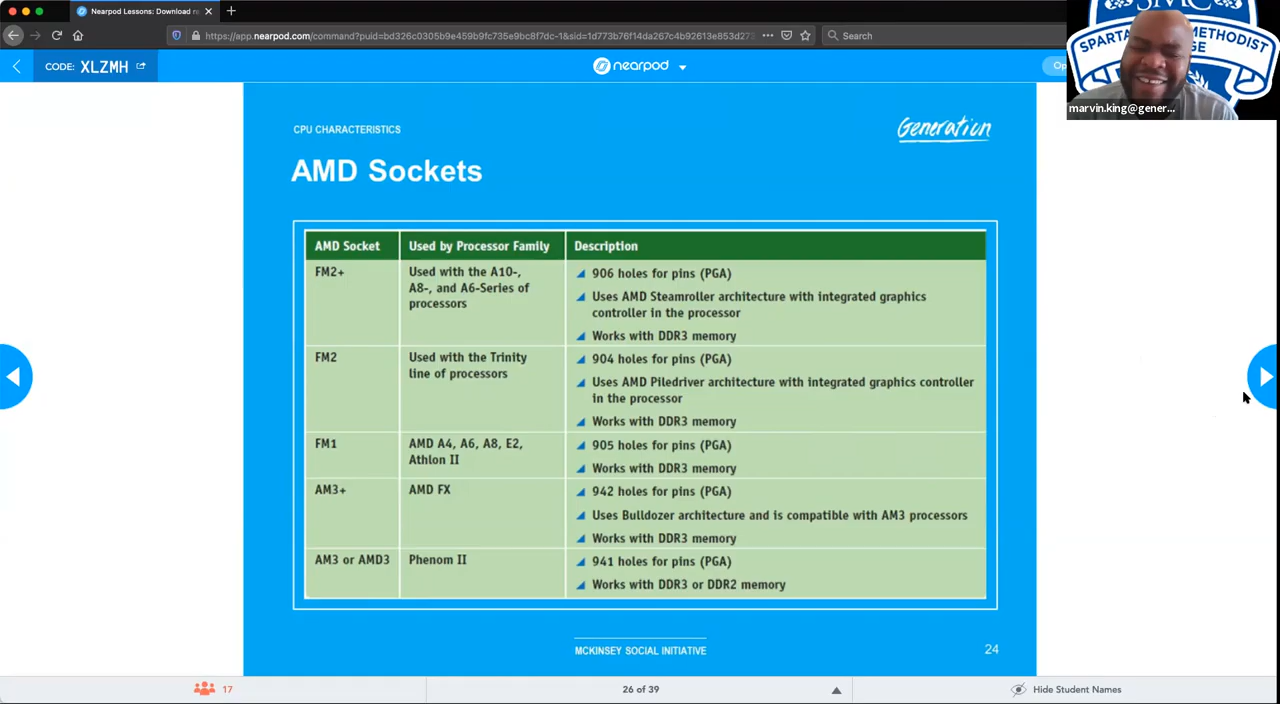 Nearpod Lessons: Download r
https://app.nearpod.com/command?puid=bd326c0305b9e459b9fc735e9bc8f7dc-1&sid=1d773b76f14da267c4b92613e853d27
Search
CODE: XLZMH
nearpod
Op
SMC
SPARTA METHODIST
GE
marvin.king@gener...
CPU CHARACTERISTICS
Generation
AMD Sockets
AMD Socket Used by Processor Family Description
FM2+ Used with the A10-, 906 holes for pins (PGA)
A8-, and A6-Series of Uses AMD Steamroller architecture with integrated graphics
processors controller in the processor
Works with DDR3 memory
FM2 Used with the Trinity 904 holes for pins (PGA)
line of processors Uses AMD Piledriver architecture with integrated graphics controller
in the processor
Works with DDR3 memory
FM1 AMD A4, A6, A8, E2, 905 holes for pins (PGA)
Athlon II Works with DDR3 memory
AM3+ AMD FX 942 holes for pins (PGA)
Uses Bulldozer architecture and is compatible with AM3 processors
Works with DDR3 memory
AM3 or AMD3 Phenom II 941 holes for pins (PGA)
Works with DDR3 or DDR2 memory
MCKINSEY SOCIAL INITIATIVE
24
17
26 of 39
Hide Student Names